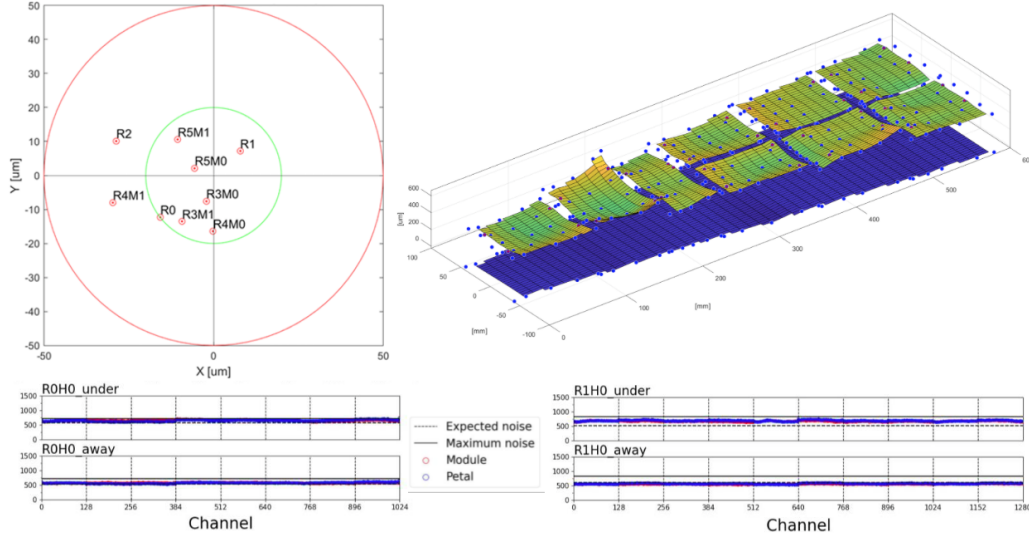 50
40
30
20
10
0
-10
-20
-30
-40
-50
Y [um]
R5M1
R1
R2
R5M0
R4M1
R3M0
R0
R3M1
R4M0
-50
0
50
X [um]
600
400
200
0
[um]
100
50
0
-50
-100
[mm]
0
100
200
300
400
500
600
[mm]
R0H0_under
1500
1000
500
0
R0H0_away
1500
1000
500
0
0 128 256 384 512 640 768 896 1024
Channel
Expected noise
Maximum noise
Module
Petal
R1H0_under
1500
1000
500
0
R1H0_away
1500
1000
500
0
0 128 256 384 512 640 768 896 1024 1152 1280
Channel